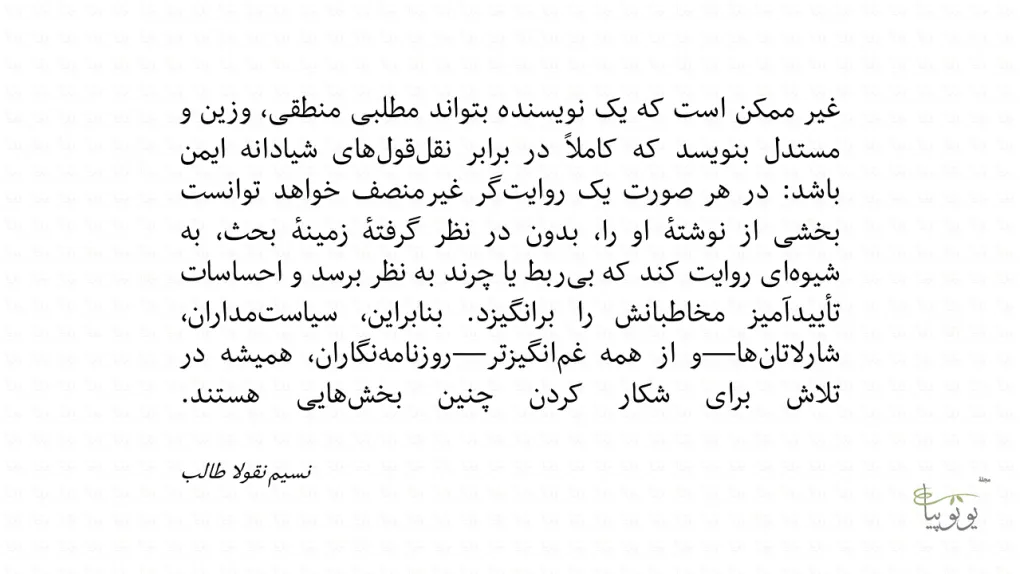 غیر ممکن است که یک نویسنده بتواند مطلبی منطقی، وزین و
مستدل بنویسد که کاملاً در برابر نقل‌قول‌های شیادانه ایمن
باشد: در هر صورت یک روایت‌گر غیرمنصف خواهد توانست
بخشی از نوشتهٔ او را، بدون در نظر گرفتهٔ زمینهٔ بحث، به
شیوه‌ای روایت کند که بی‌ربط یا چرند به نظر برسد و احساسات
تأییدآمیز مخاطبانش را برانگیزد. بنابراین، سیاست‌مداران،
شارلاتان‌ها—و از همه غم‌انگیزتر—روزنامه‌نگاران، همیشه در
تلاش برای شکار کردن چنین بخش‌هایی هستند.
نسیم نقولا طالب
مجلهٔ
یوتوپیا